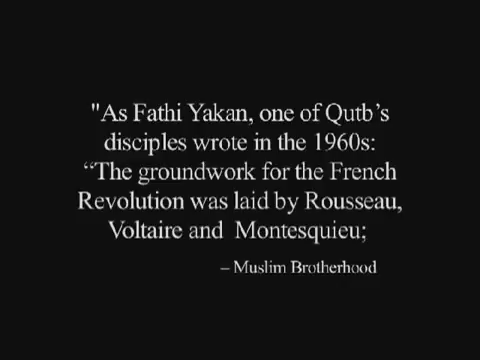 "As Fathi Yakan, one of Qutb’s
disciples wrote in the 1960s:
“The groundwork for the French
Revolution was laid by Rousseau,
Voltaire and Montesquieu;
– Muslim Brotherhood